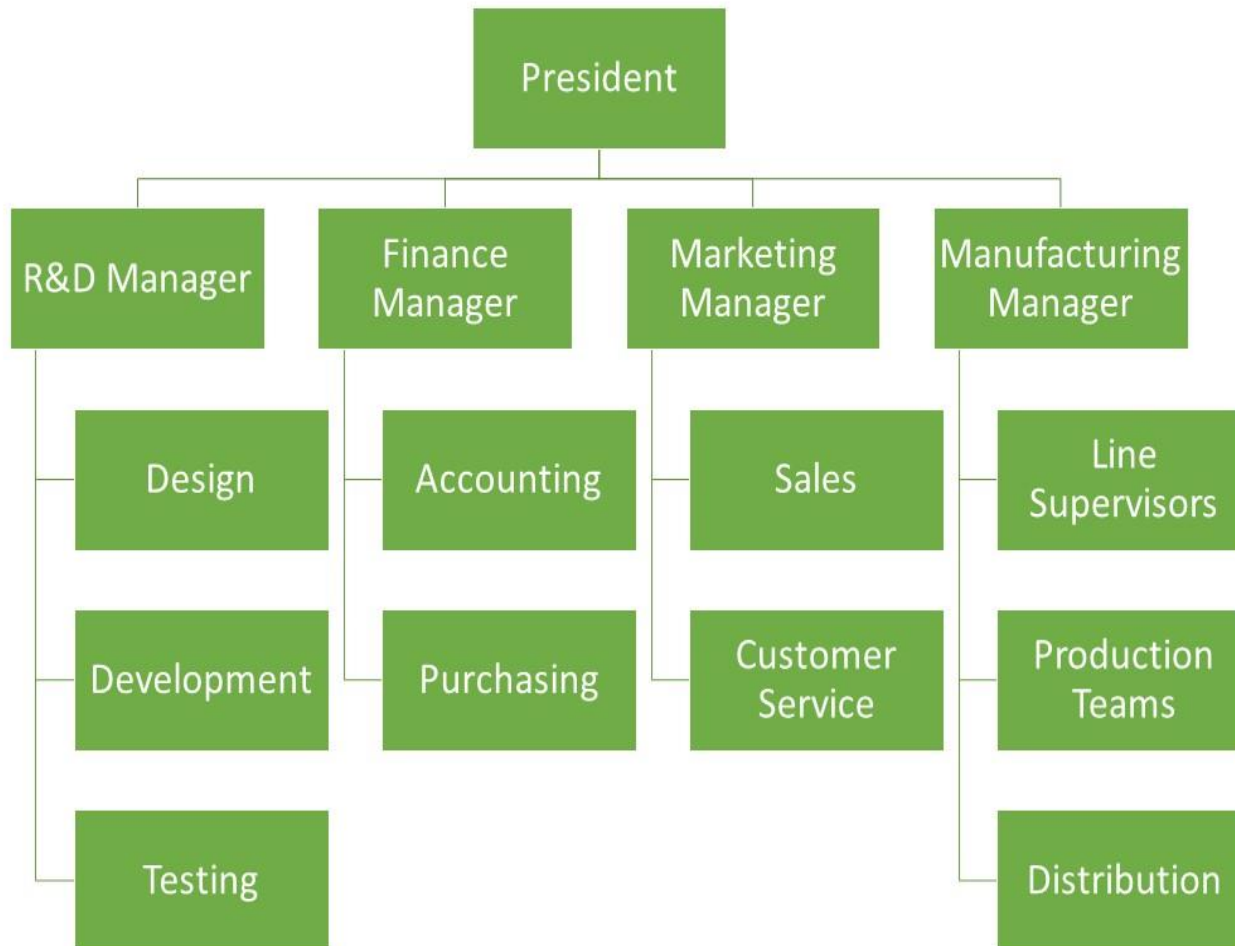 President
R&D Manager
Finance
Manager
Marketing
Manager
Manufacturing
Manager
Design
Accounting
Sales
Line
Supervisors
Development
Purchasing
Customer
Service
Production
Teams
Testing
Distribution